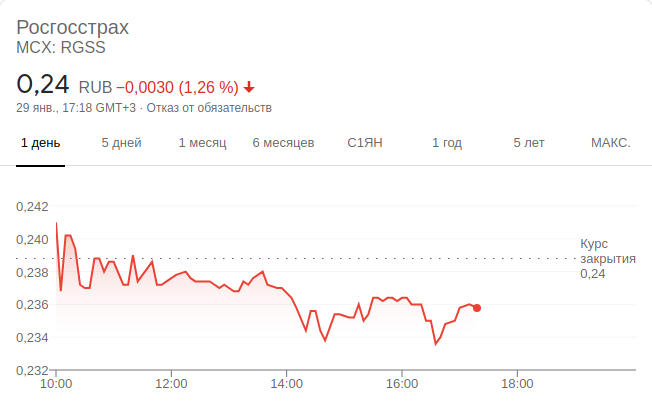 Росгосстрах
MCX: RGSS
0,24 RUB −0,0030 (1,26 %)
29 янв., 17:18 GMT+3 · Отказ от обязательств
1 день 5 дней 1 месяц 6 месяцев С1ЯН 1 год 5 лет МАКС.
0,242
0,240
0,238
0,236
0,234
0,232
Курс
закрытия
0,24
10:00 12:00 14:00 16:00 18:00